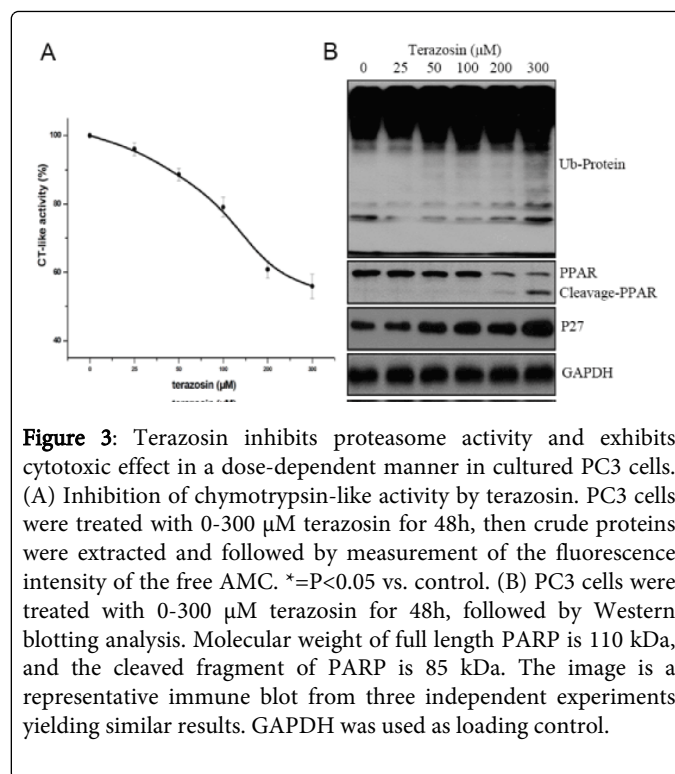 A
B
Terazosin (μM)
0 25 50 100 200 300
Ub-Protein
PPAR
Cleavage-PPAR
P27
GAPDH
CT-like activity (%)
100
80
60
40
0 25 50 100 200 300
terazosin (μM)
terazosin (μM)
Figure 3: Terazosin inhibits proteasome activity and exhibits
cytotoxic effect in a dose-dependent manner in cultured PC3 cells.
(A) Inhibition of chymotrypsin-like activity by terazosin. PC3 cells
were treated with 0-300 μM terazosin for 48h, then crude proteins
were extracted and followed by measurement of the fluorescence
intensity of the free AMC. *=P<0.05 vs. control. (B) PC3 cells were
treated with 0-300 μM terazosin for 48h, followed by Western
blotting analysis. Molecular weight of full length PARP is 110 kDa,
and the cleaved fragment of PARP is 85 kDa. The image is a
representative immune blot from three independent experiments
yielding similar results. GAPDH was used as loading control.